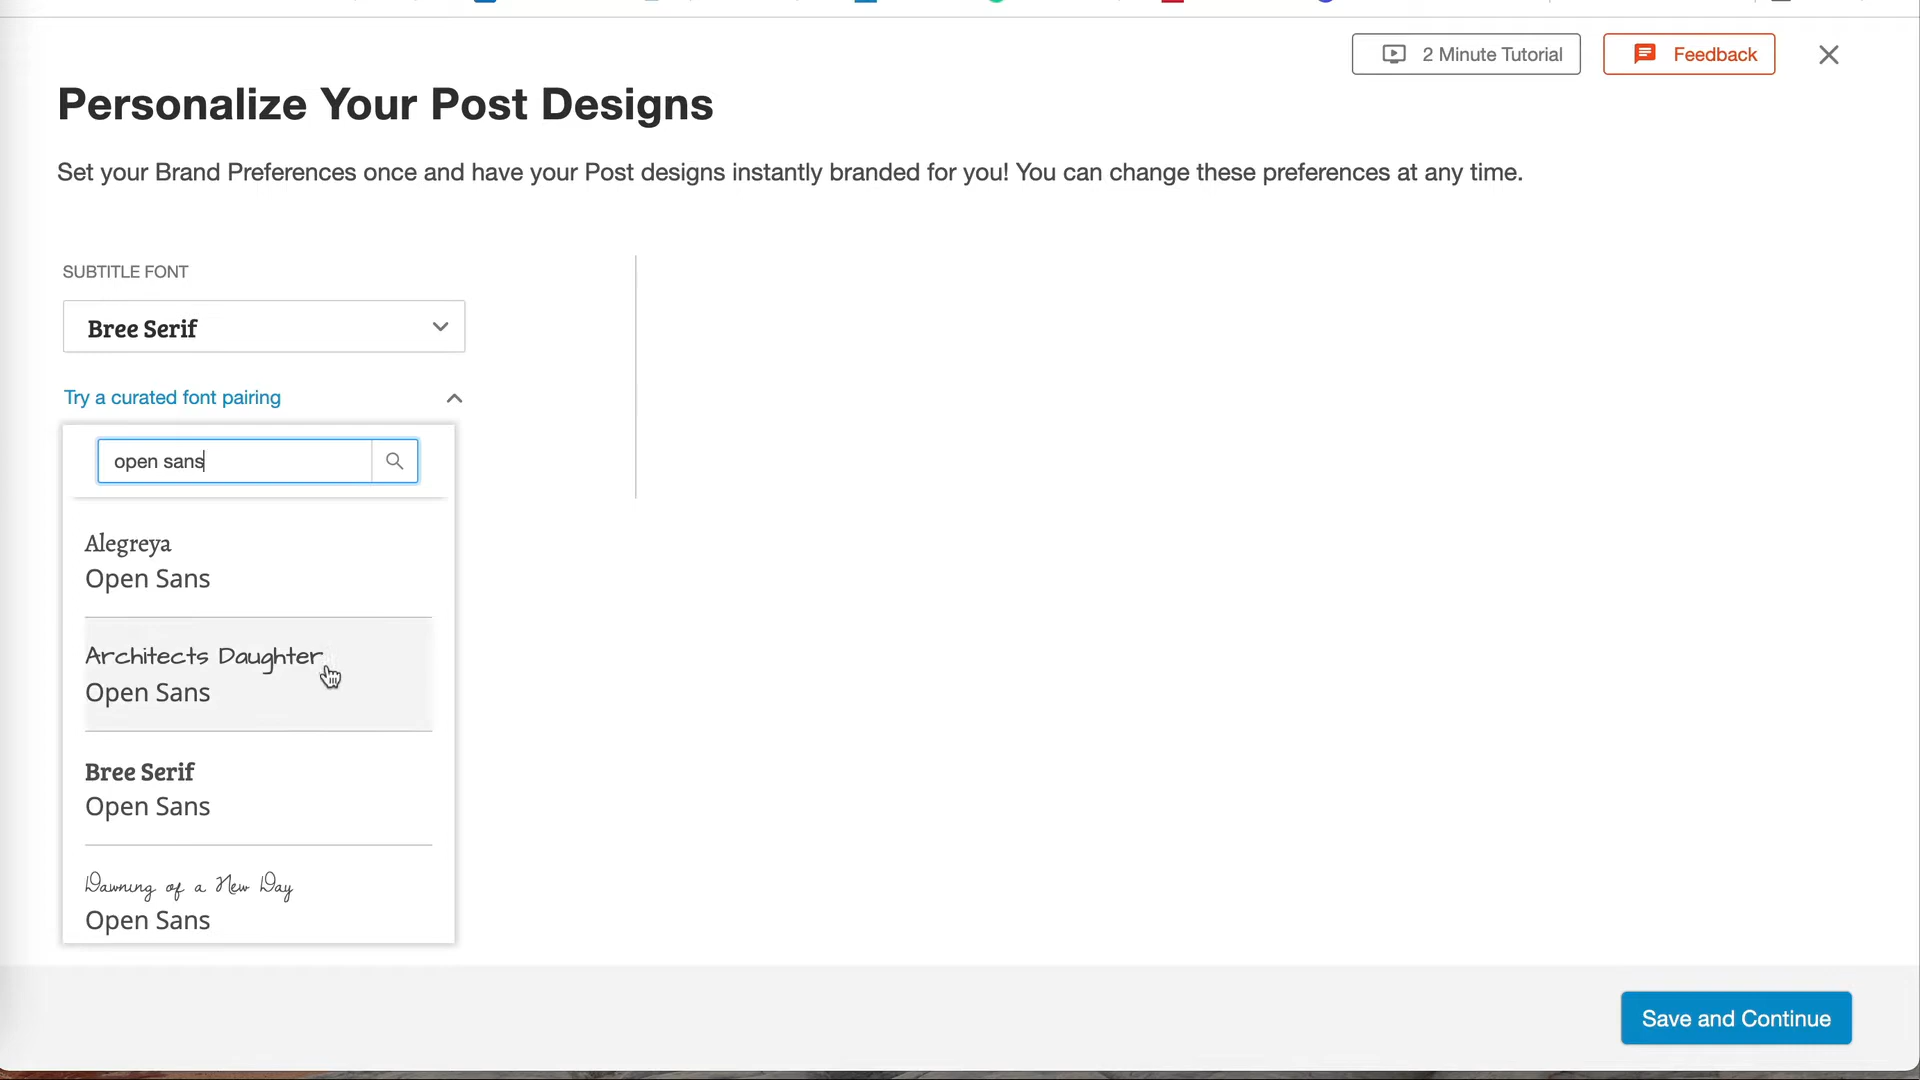 2 Minute Tutorial
Feedback
Personalize Your Post Designs
Set your Brand Preferences once and have your Post designs instantly branded for you! You can change these preferences at any time.
SUBTITLE FONT
Bree Serif
Try a curated font pairing
open sans
Alegreya
Open Sans
Architects Daughter
Open Sans
Bree Serif
Open Sans
Dawning of a New Day
Open Sans
Save and Continue